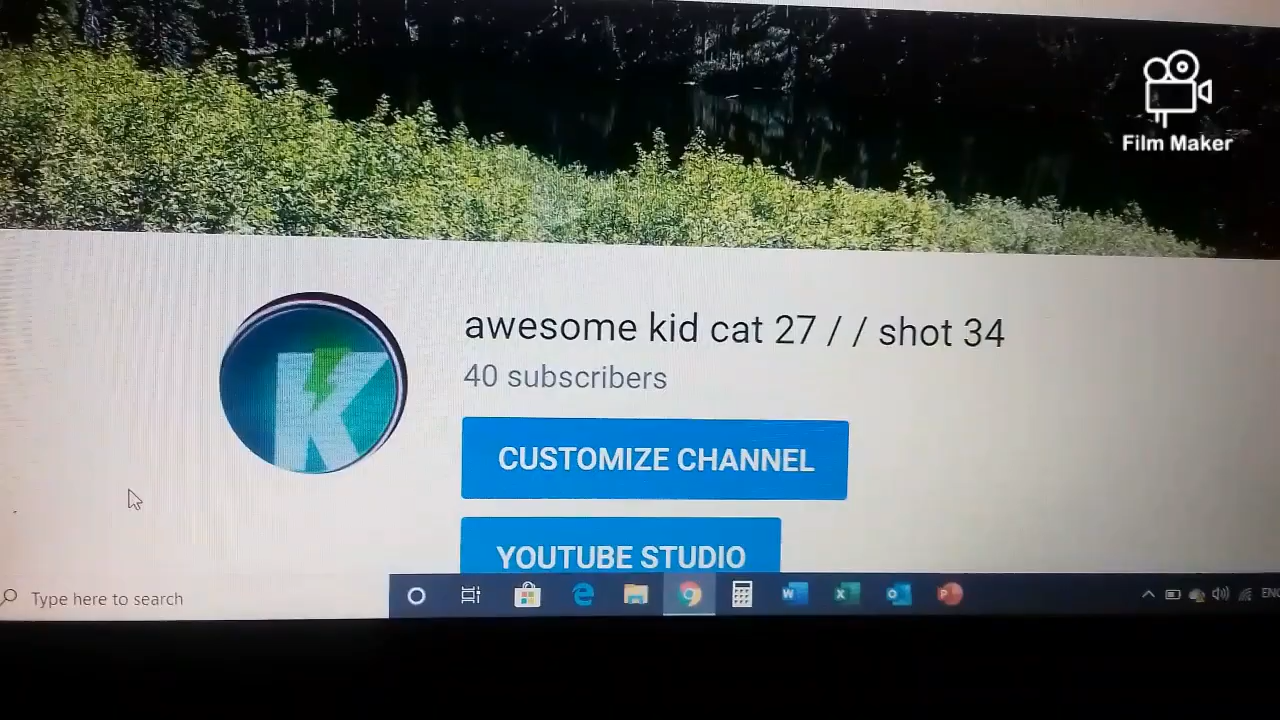 Film Maker
K
awesome kid cat 27 / / shot 34
40 subscribers
CUSTOMIZE CHANNEL
YOUTUBE STUDIO
Type here to search
ENG